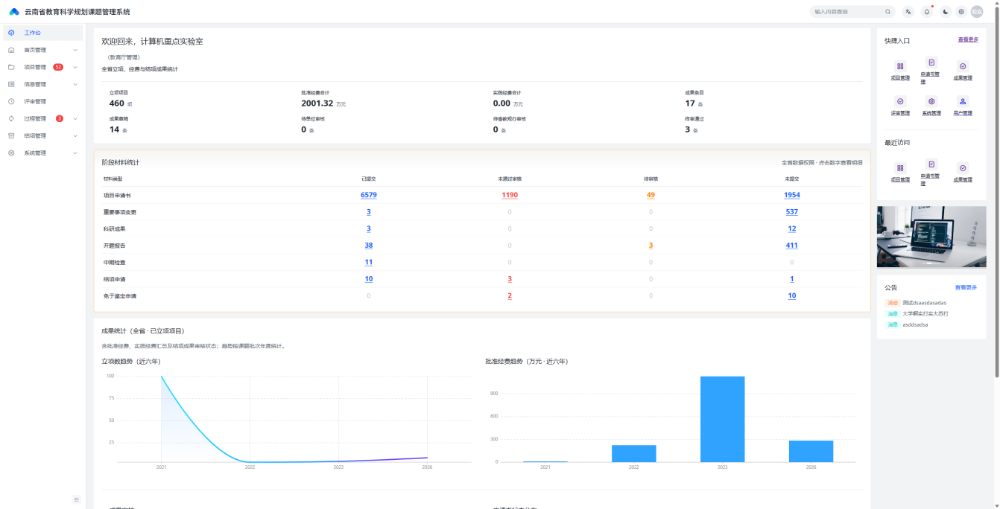 云南省教育科学规划课题管理系统
输入内容查询
工作台
首页管理
项目管理 52
信息管理
评审管理
过程管理 3
结项管理
系统管理
欢迎回来，计算机重点实验室
（教育厅管理）
全省立项、经费与结项成果统计
立项项目 批准经费合计 实拨经费合计 成果条目
460 项 2001.32 万元 0.00 万元 17 条
成果草稿 待单位审核 待省教规办审核 终审通过
14 条 0 条 0 条 3 条
阶段材料统计 全省数据权限 · 点击数字查看明细
材料类型 已提交 未通过审核 待审核 未提交
项目申请书 6579 1190 49 1954
重要事项变更 3 0 0 537
科研成果 3 0 0 12
开题报告 38 0 3 411
中期检查 11 0 0 0
结项申请 10 3 0 1
免于鉴定申请 0 2 0 10
成果统计（全省 · 已立项项目）
含批准经费、实拨经费汇总及结项成果审核状态；趋势按课题批次年度统计。
立项数趋势（近六年）
100
75
50
25
2021 2022 2023 2026
批准经费趋势（万元 · 近六年）
900
600
300
0
2021 2022 2023 2026
快捷入口 查看更多
项目管理 申请书管理 成果管理
评审管理 系统管理 用户管理
最近访问
项目管理 申请书管理 成果管理
公告 查看更多
活动 测试dsaasdasadas
消息 大学啊实打实大苏打
消息 asddsadsa